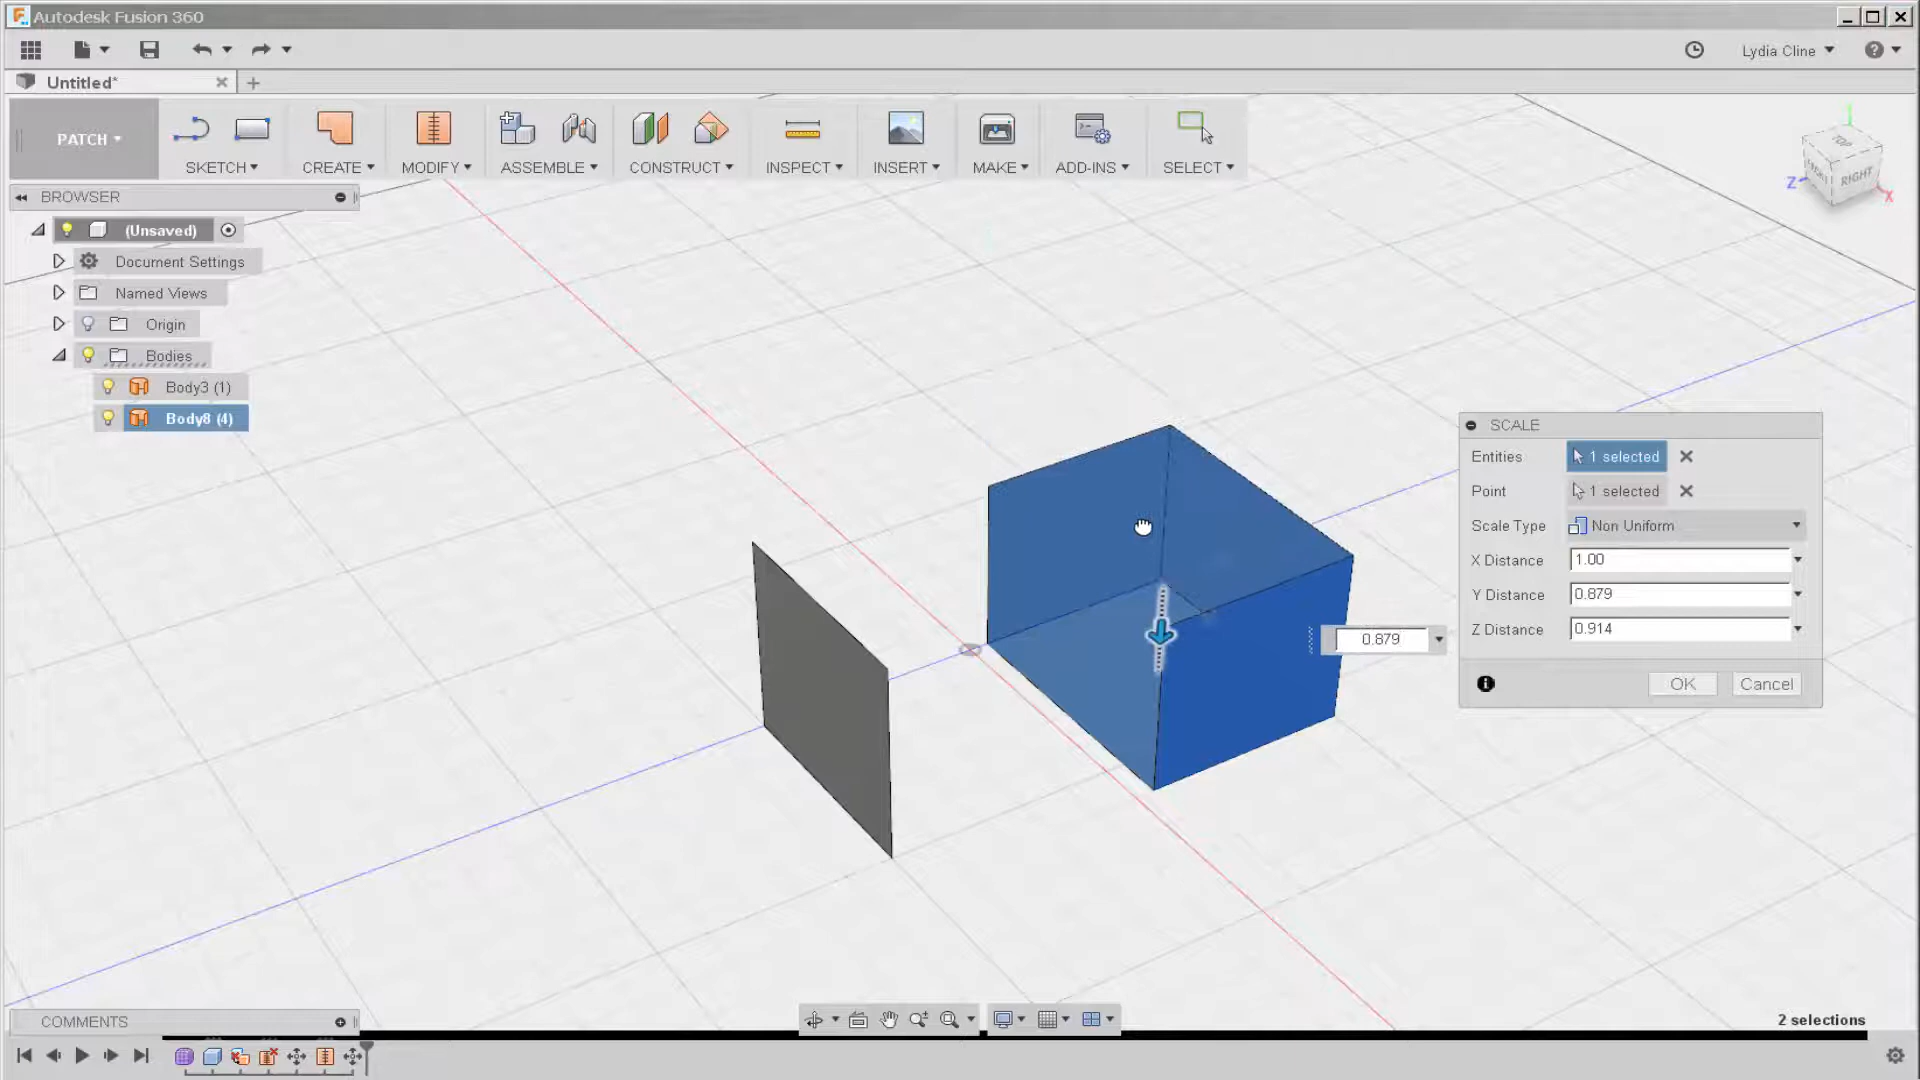 Autodesk Fusion 360
Lydia Cline
Untitled*
PATCH
SKETCH
CREATE
MODIFY
ASSEMBLE
CONSTRUCT
INSPECT
INSERT
MAKE
ADD-INS
SELECT
TOP
RIGHT
Z
X
BROWSER
(Unsaved)
Document Settings
Named Views
Origin
Bodies
Body3 (1)
Body8 (4)
SCALE
Entities 1 selected
Point 1 selected
Scale Type Non Uniform
X Distance 1.00
Y Distance 0.879
Z Distance 0.914
0.879
OK Cancel
COMMENTS
2 selections